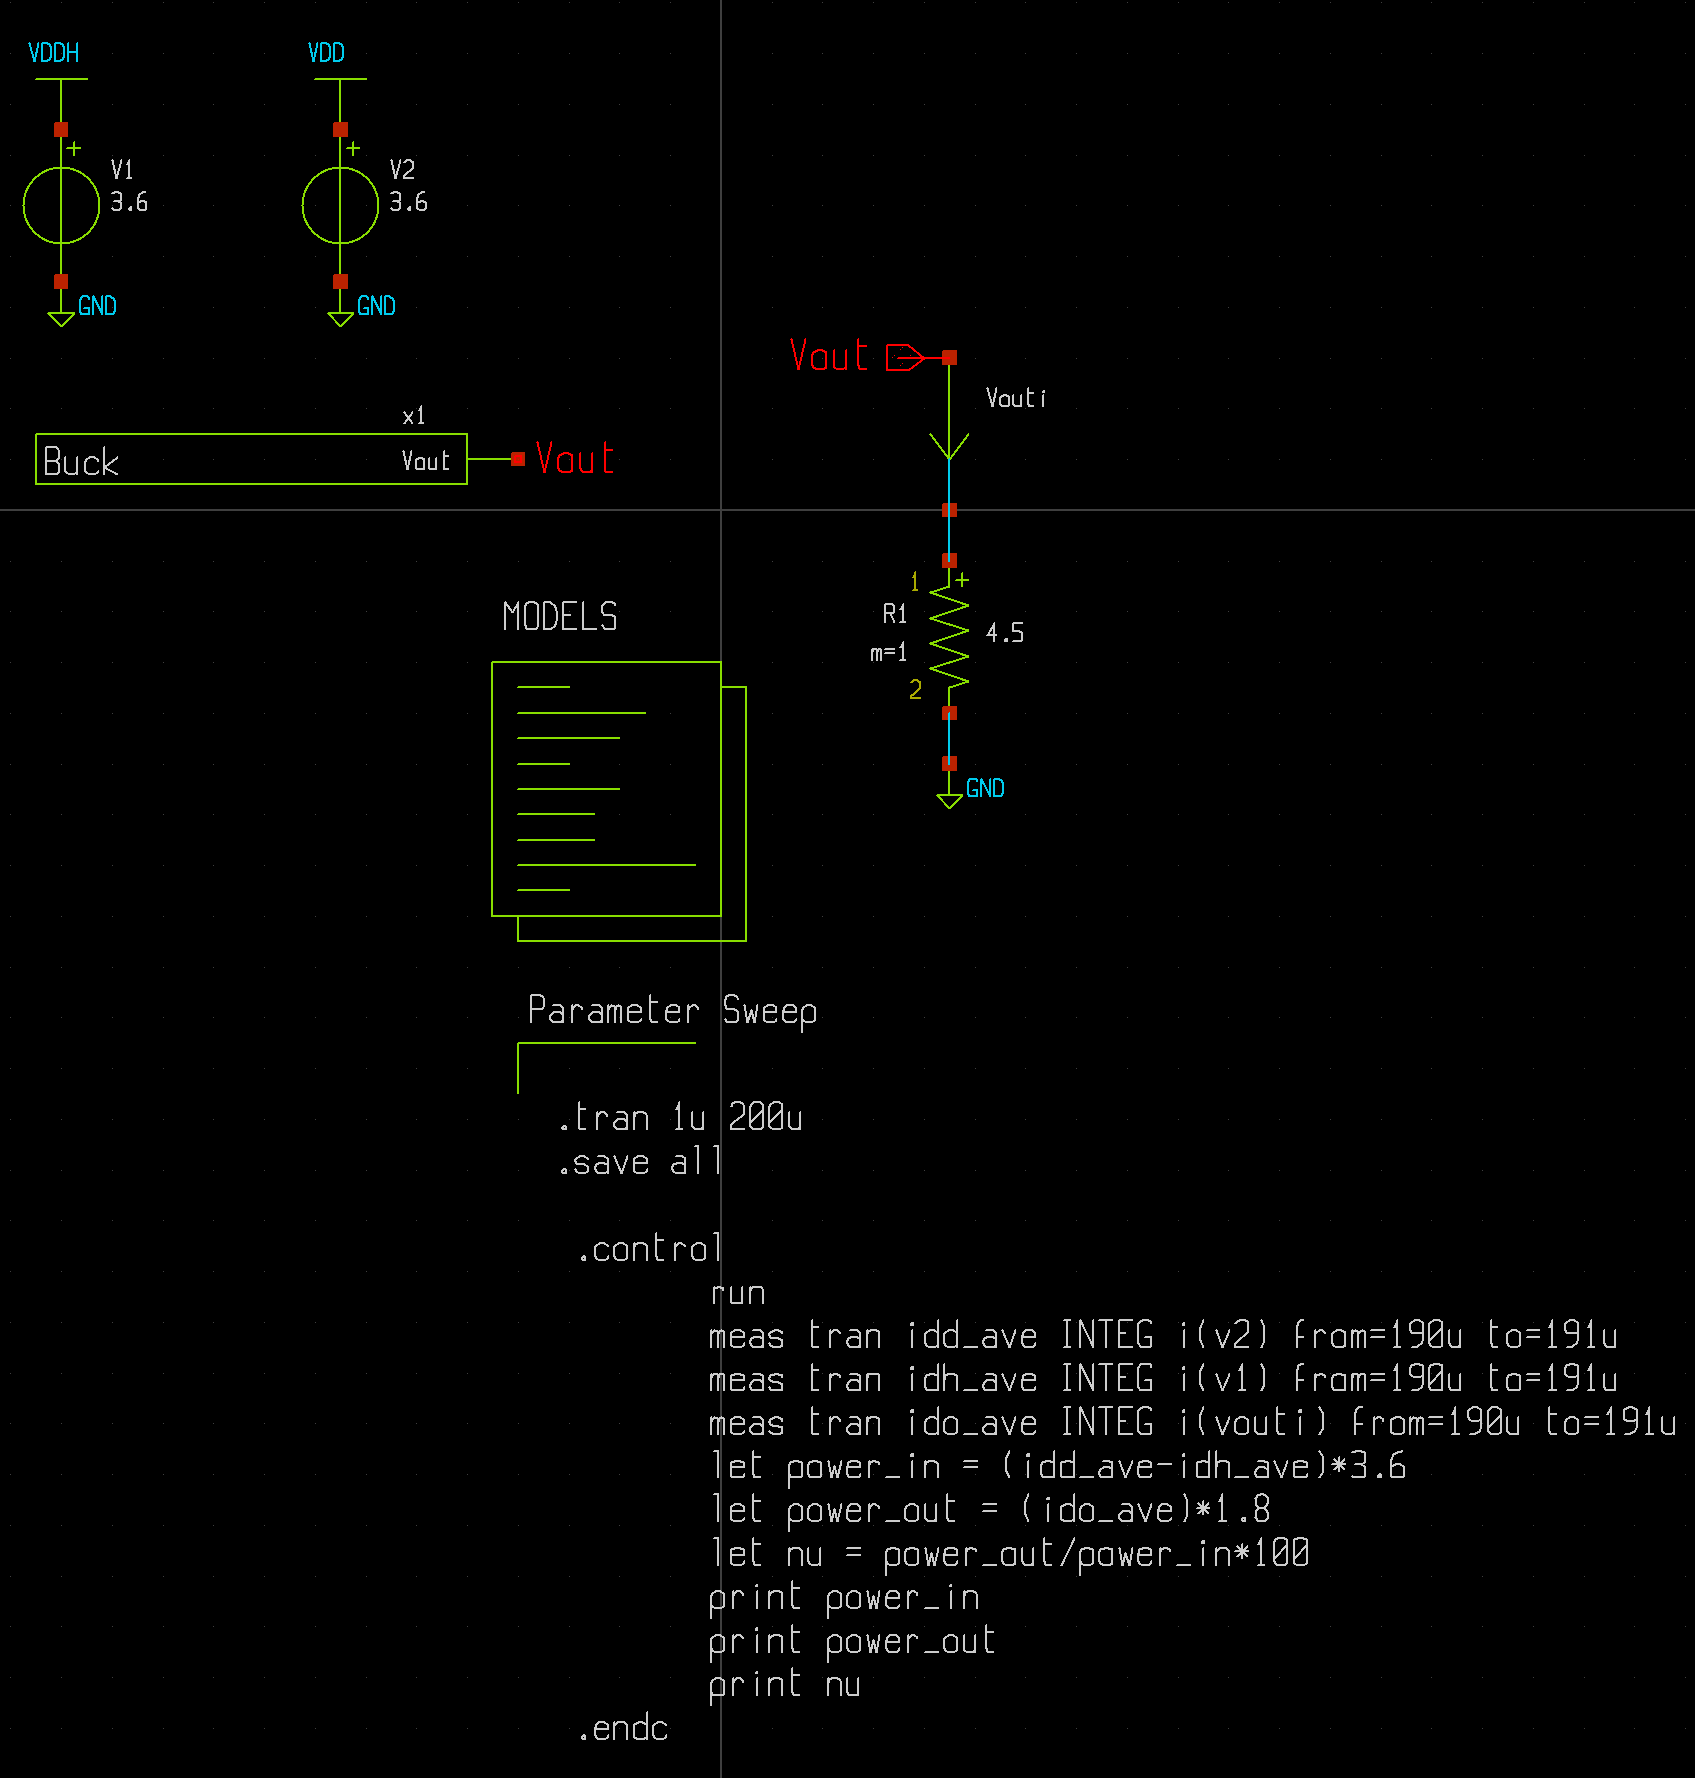 VDDH
VDD
+
V1
3.6
+
V2
3.6
GND
GND
Vout
Vouti
x1
Buck
Vout
Vout
1
+
R1
4.5
m=1
2
GND
MODELS
Parameter Sweep
.tran 1u 200u
.save all
.control
run
meas tran idd_ave INTEG i(v2) from=190u to=191u
meas tran idh_ave INTEG i(v1) from=190u to=191u
meas tran ido_ave INTEG i(vouti) from=190u to=191u
let power_in = (idd_ave-idh_ave)*3.6
let power_out = (ido_ave)*1.8
let nu = power_out/power_in*100
print power_in
print power_out
print nu
.endc